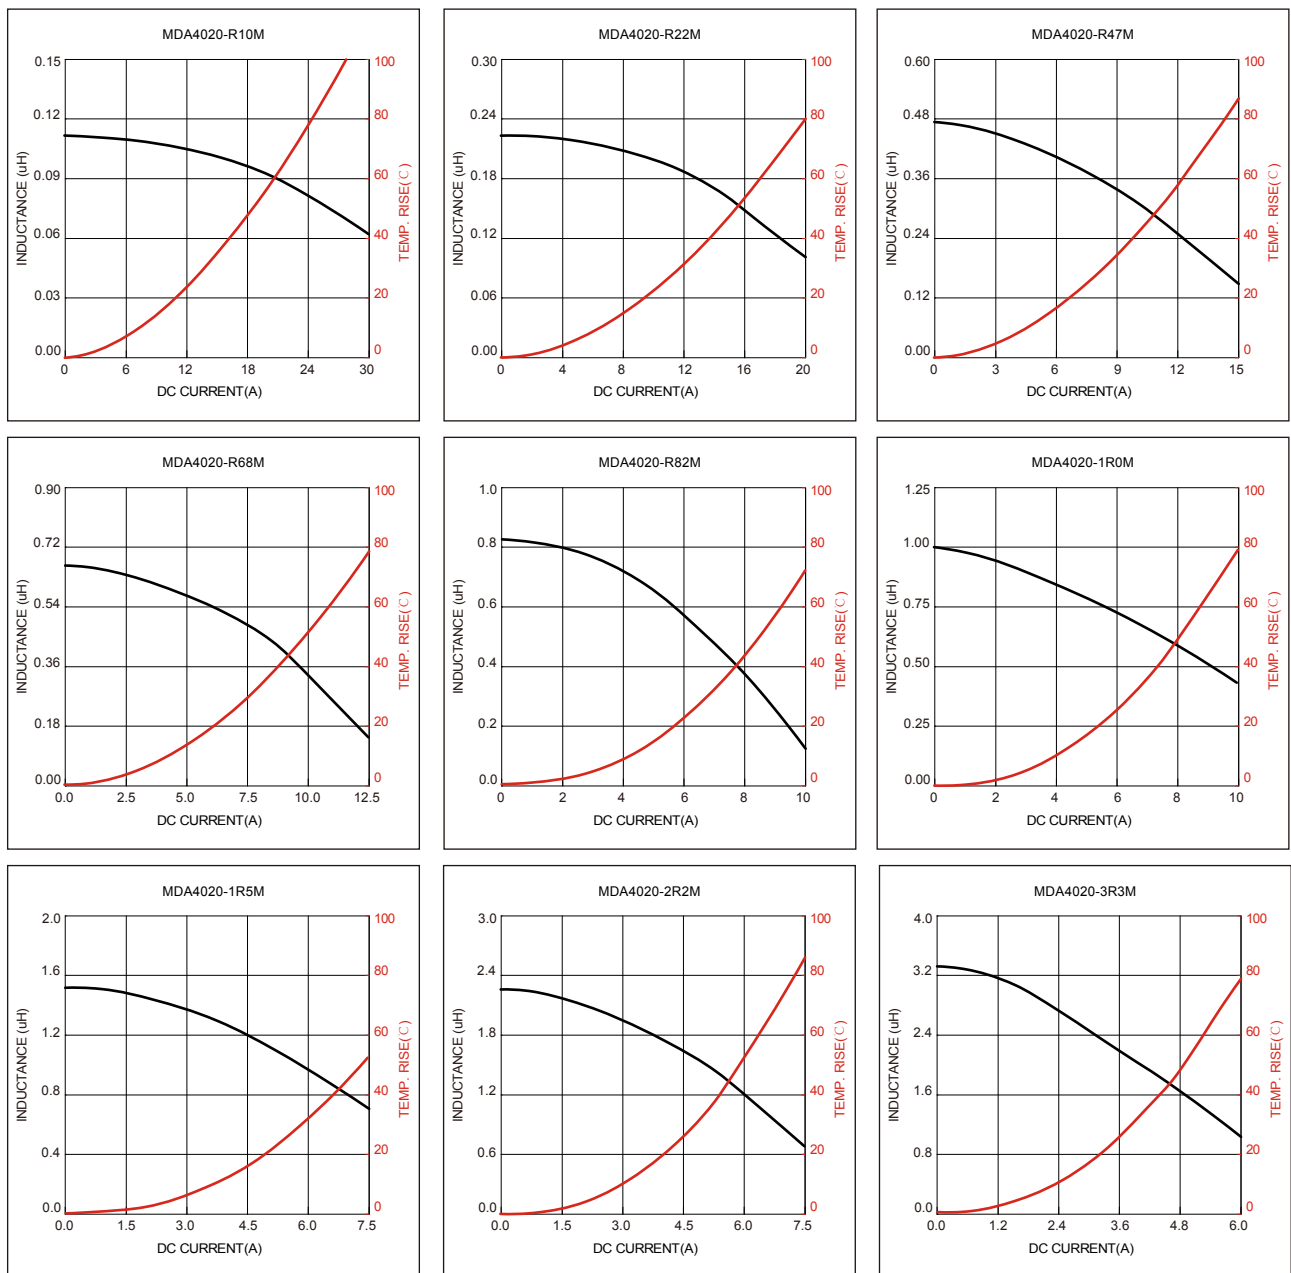 MDA4020-R10M
0.15
0.12
0.09
0.06
0.03
0.00
INDUCTANCE (uH)
100
80
60
40
20
0
TEMP. RISE(C)
0 6 12 18 24 30
DC CURRENT(A)
MDA4020-R22M
0.30
0.24
0.18
0.12
0.06
0.00
INDUCTANCE (uH)
100
80
60
40
20
0
TEMP. RISE(C)
0 4 8 12 16 20
DC CURRENT(A)
MDA4020-R47M
0.60
0.48
0.36
0.24
0.12
0.00
INDUCTANCE (uH)
100
80
60
40
20
0
TEMP. RISE(C)
0 3 6 9 12 15
DC CURRENT(A)
MDA4020-R68M
0.90
0.72
0.54
0.36
0.18
0.00
INDUCTANCE (uH)
100
80
60
40
20
0
TEMP. RISE(C)
0.0 2.5 5.0 7.5 10.0 12.5
DC CURRENT(A)
MDA4020-R82M
1.0
0.8
0.6
0.4
0.2
0.0
INDUCTANCE (uH)
100
80
60
40
20
0
TEMP. RISE(C)
0 2 4 6 8 10
DC CURRENT(A)
MDA4020-1R0M
1.25
1.00
0.75
0.50
0.25
0.00
INDUCTANCE (uH)
100
80
60
40
20
0
TEMP. RISE(C)
0 2 4 6 8 10
DC CURRENT(A)
MDA4020-1R5M
2.0
1.6
1.2
0.8
0.4
0.0
INDUCTANCE (uH)
100
80
60
40
20
0
TEMP. RISE(C)
0.0 1.5 3.0 4.5 6.0 7.5
DC CURRENT(A)
MDA4020-2R2M
3.0
2.4
1.8
1.2
0.6
0.0
INDUCTANCE (uH)
100
80
60
40
20
0
TEMP. RISE(C)
0.0 1.5 3.0 4.5 6.0 7.5
DC CURRENT(A)
MDA4020-3R3M
4.0
3.2
2.4
1.6
0.8
0.0
INDUCTANCE (uH)
100
80
60
40
20
0
TEMP. RISE(C)
0.0 1.2 2.4 3.6 4.8 6.0
DC CURRENT(A)